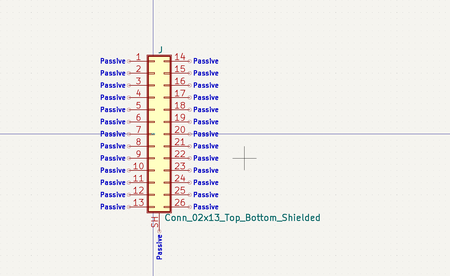 J
Passive 1 14 Passive
Passive 2 15 Passive
Passive 3 16 Passive
Passive 4 17 Passive
Passive 5 18 Passive
Passive 6 19 Passive
Passive 7 20 Passive
Passive 8 21 Passive
Passive 9 22 Passive
Passive 10 23 Passive
Passive 11 24 Passive
Passive 12 25 Passive
Passive 13 26 Passive
SH Conn_02x13_Top_Bottom_Shielded
Passive